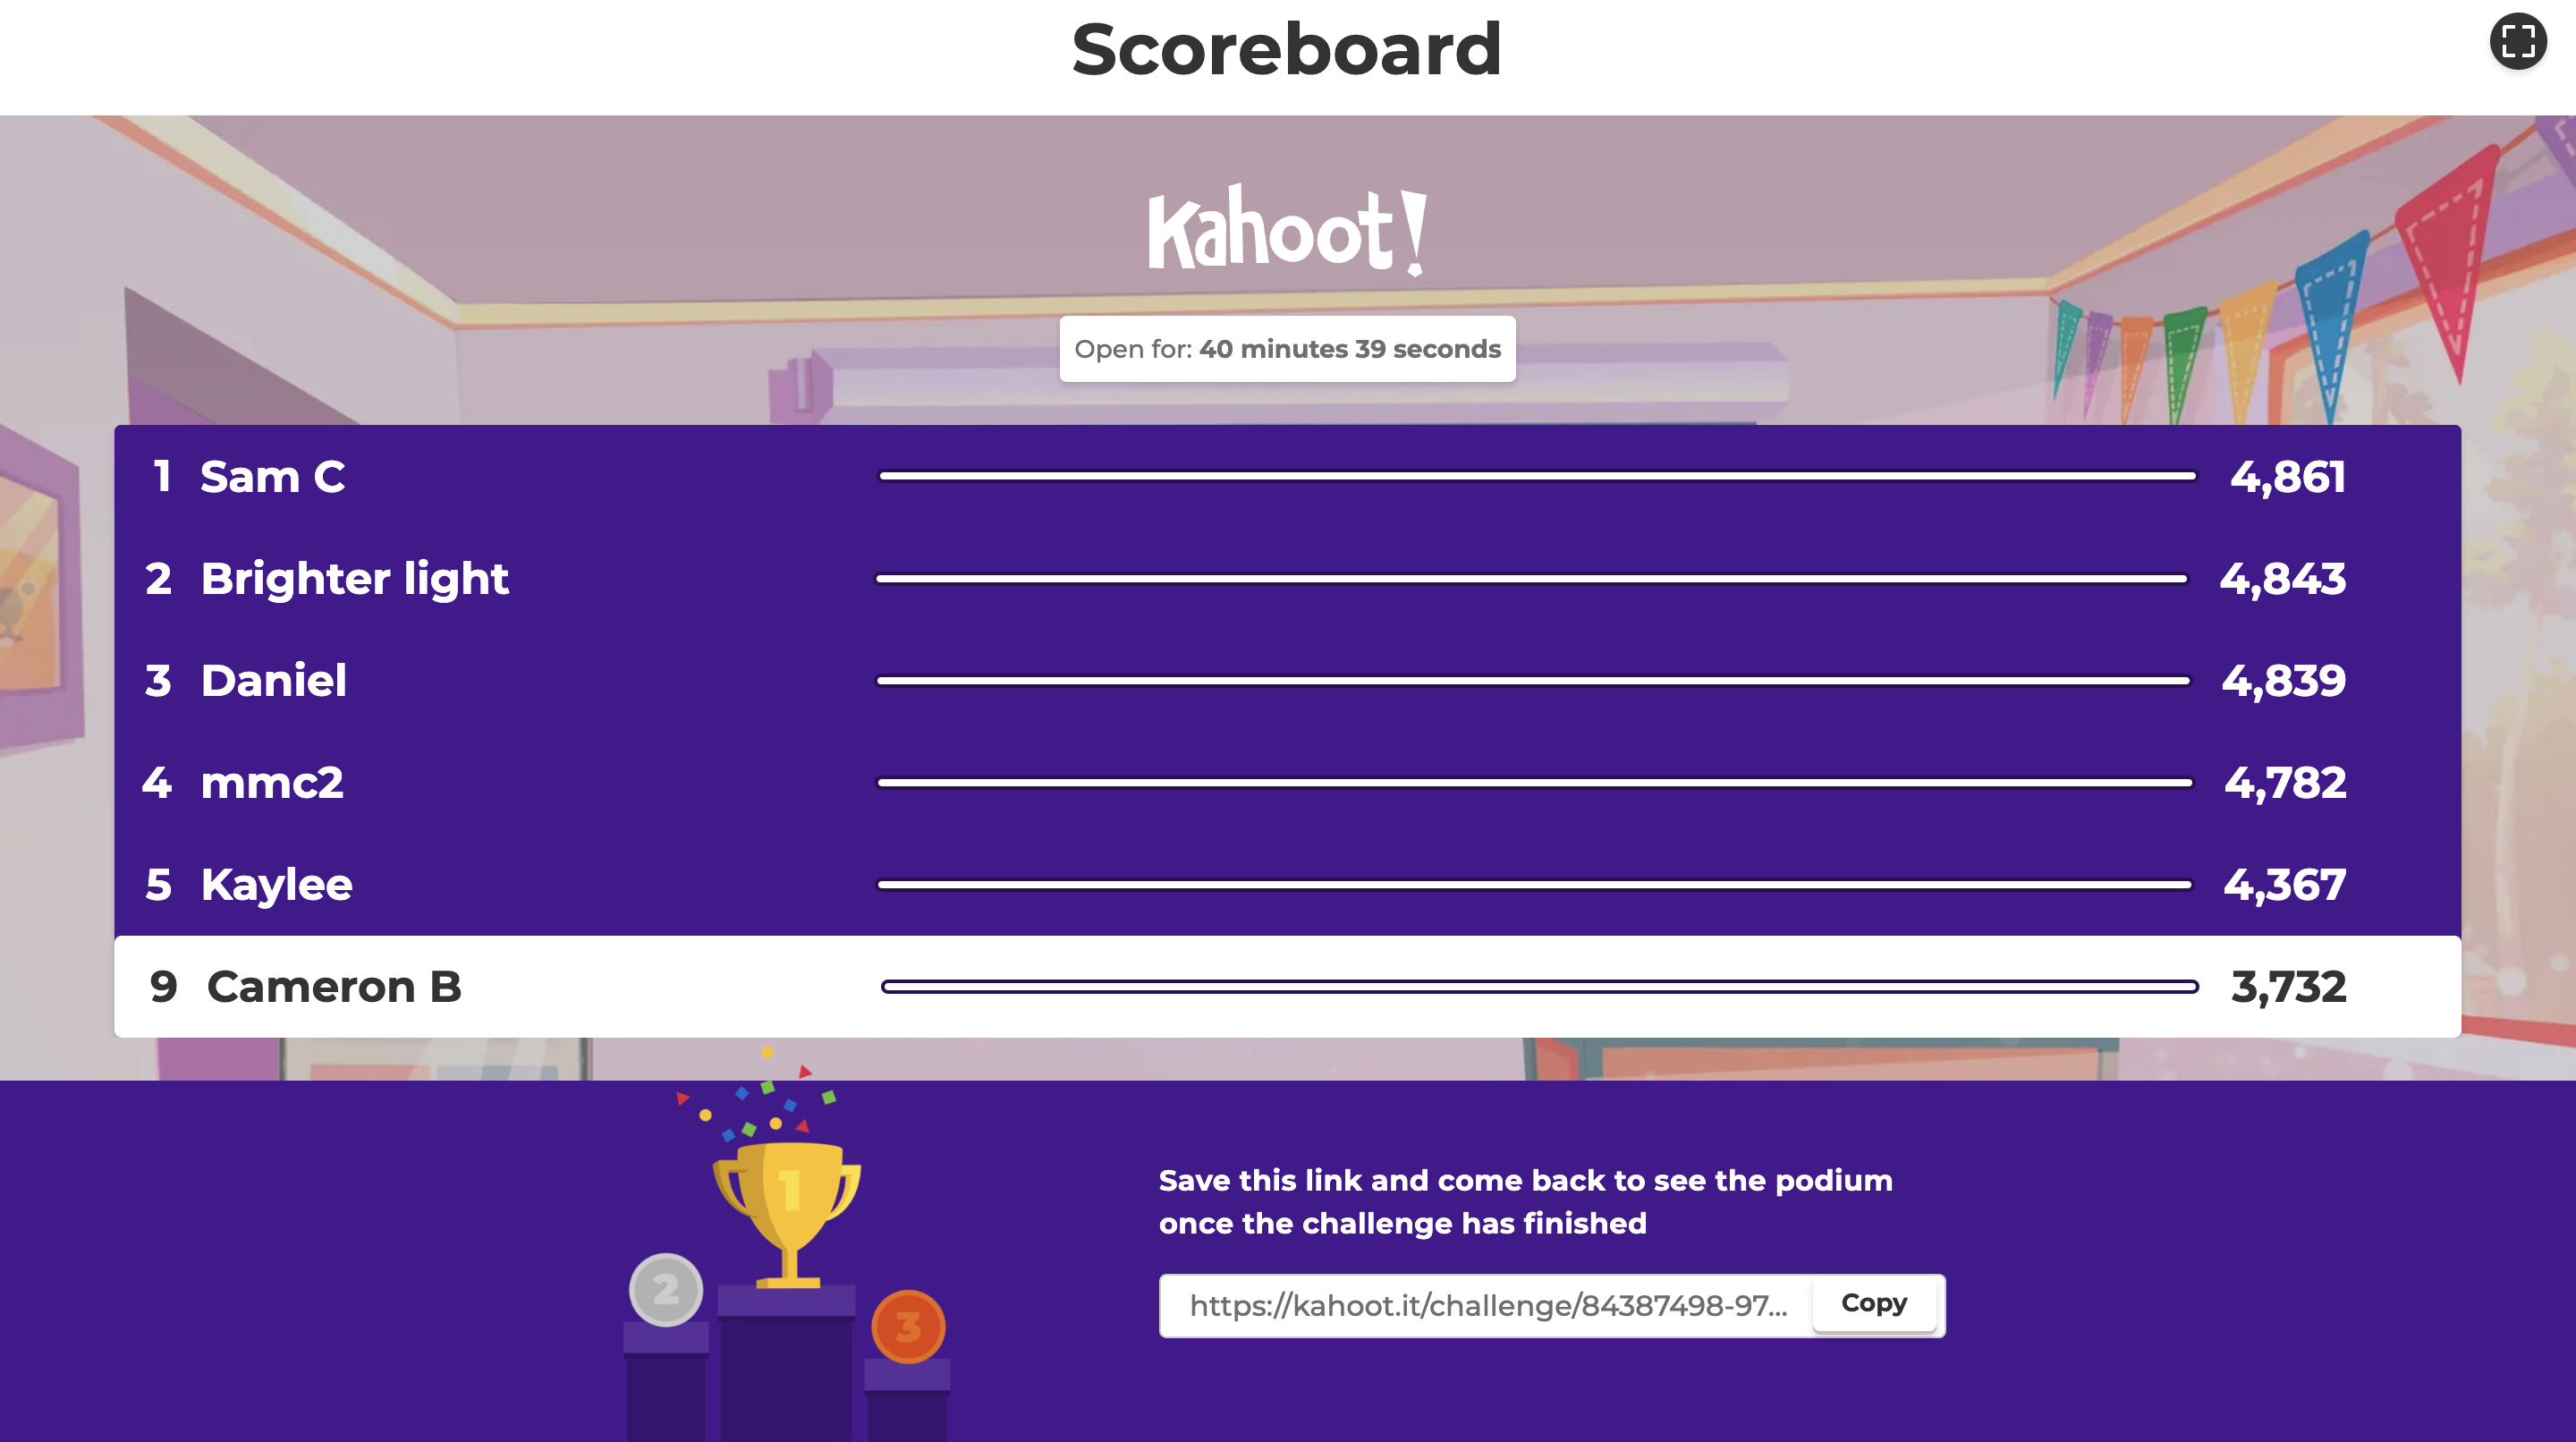 Scoreboard
Kahoot!
Open for: 40 minutes 39 seconds
1 Sam C 4,861
2 Brighter light 4,843
3 Daniel 4,839
4 mmc2 4,782
5 Kaylee 4,367
9 Cameron B 3,732
1
2
3
Save this link and come back to see the podium
once the challenge has finished
https://kahoot.it/challenge/84387498-97... Copy